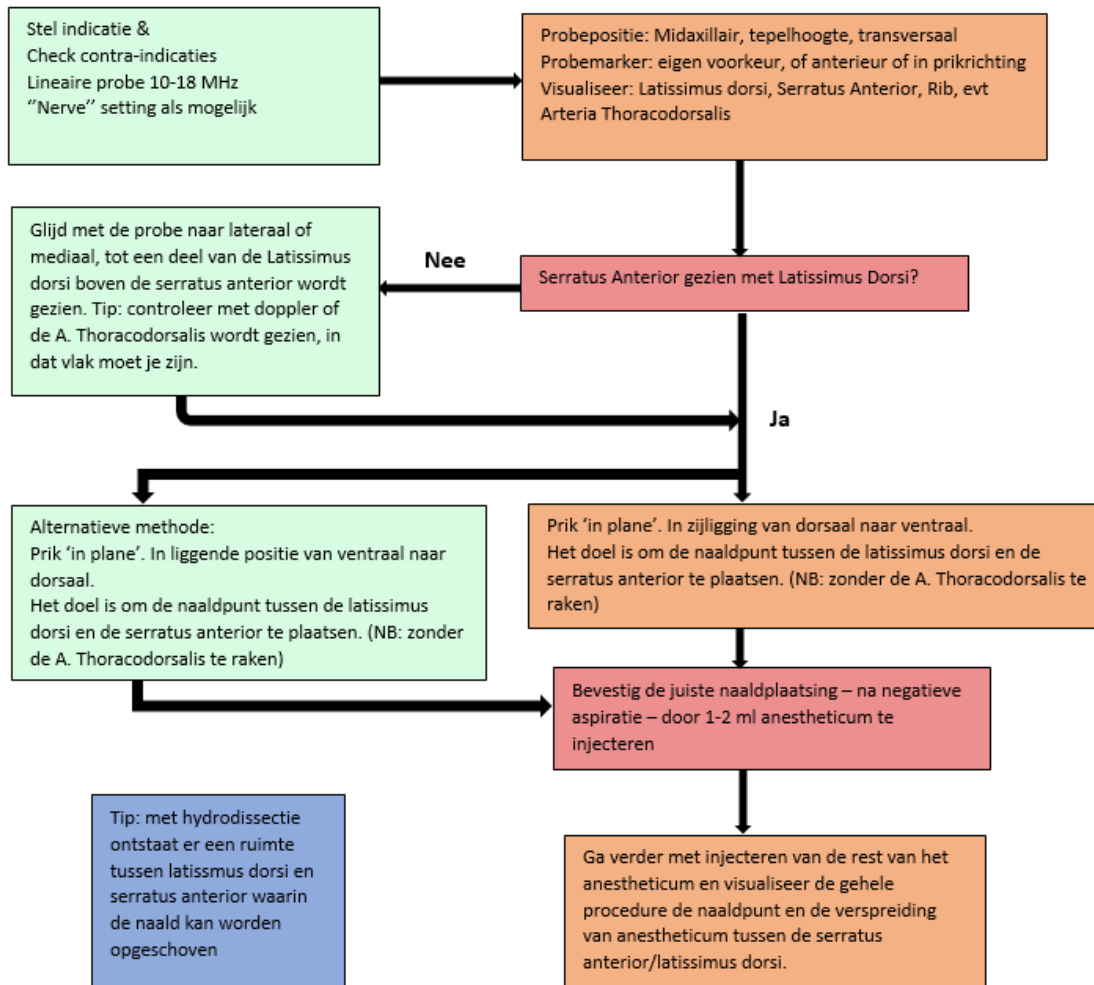 Stel indicatie &
Check contra-indicaties
Lineaire probe 10-18 MHz
“Nerve” setting als mogelijk
Probepositie: Midaxillair, tepelhoogte, transversaal
Probemarker: eigen voorkeur, of anterieur of in prikrichting
Visualiseer: Latissimus dorsi, Serratus Anterior, Rib, evt
Arteria Thoracodorsalis
Glijd met de probe naar lateraal of
mediaal, tot een deel van de Latissimus
dorsi boven de serratus anterior wordt
gezien. Tip: controleer met doppler of
de A. Thoracodorsalis wordt gezien, in
dat vlak moet je zijn.
Nee
Serratus Anterior gezien met Latissimus Dorsi?
Ja
Alternatieve methode:
Prik ‘in plane’. In liggende positie van ventraal naar
dorsaal.
Het doel is om de naaldpunt tussen de latissimus
dorsi en de serratus anterior te plaatsen. (NB: zonder
de A. Thoracodorsalis te raken)
Prik ‘in plane’. In zijligging van dorsaal naar ventraal.
Het doel is om de naaldpunt tussen de latissimus dorsi en de
serratus anterior te plaatsen. (NB: zonder de A. Thoracodorsalis te
raken)
Bevestig de juiste naaldplaatsing – na negatieve
aspiratie – door 1-2 ml anestheticum te
injecteren
Tip: met hydrodissectie
ontstaat er een ruimte
tussen latissmus dorsi en
serratus anterior waarin
de naald kan worden
opgeschoven
Ga verder met injecteren van de rest van het
anestheticum en visualiseer de gehele
procedure de naaldpunt en de verspreiding
van anestheticum tussen de serratus
anterior/latissimus dorsi.